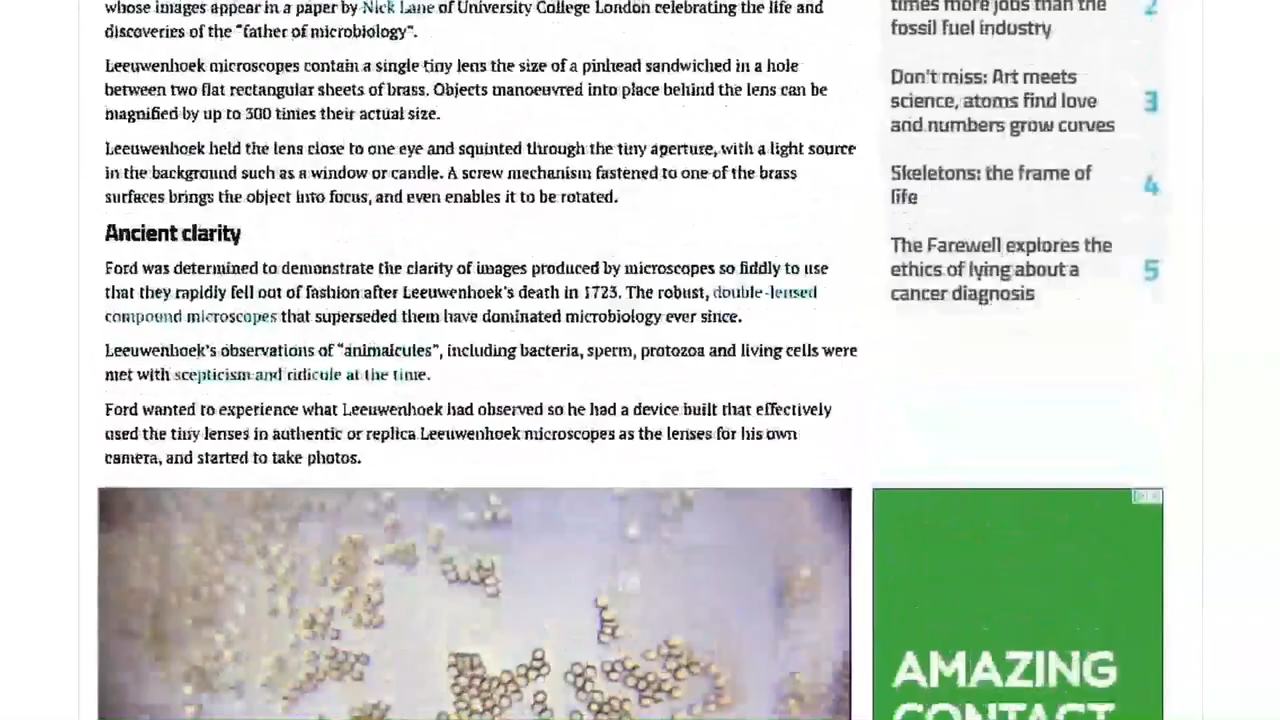 whose images appear in a paper by Nick Lane of University College London celebrating the life and
discoveries of the “father of microbiology”.
Leeuwenhoek microscopes contain a single tiny lens the size of a pinhead sandwiched in a hole
between two flat rectangular sheets of brass. Objects manoeuvred into place behind the lens can be
magnified by up to 300 times their actual size.
Leeuwenhoek held the lens close to one eye and squinted through the tiny aperture, with a light source
in the background such as a window or candle. A screw mechanism fastened to one of the brass
surfaces brings the object into focus, and even enables it to be rotated.
Ancient clarity
Ford was determined to demonstrate the clarity of images produced by microscopes so fiddly to use
that they rapidly fell out of fashion after Leeuwenhoek’s death in 1723. The robust, double-lensed
compound microscopes that superseded them have dominated microbiology ever since.
Leeuwenhoek’s observations of “animalcules”, including bacteria, sperm, protozoa and living cells were
met with scepticism and ridicule at the time.
Ford wanted to experience what Leeuwenhoek had observed so he had a device built that effectively
used the tiny lenses in authentic or replica Leeuwenhoek microscopes as the lenses for his own
camera, and started to take photos.
times more jobs than the
fossil fuel industry
2
Don't miss: Art meets
science, atoms find love
and numbers grow curves
3
Skeletons: the frame of
life
4
The Farewell explores the
ethics of lying about a
cancer diagnosis
5
AMAZING
CONTACT